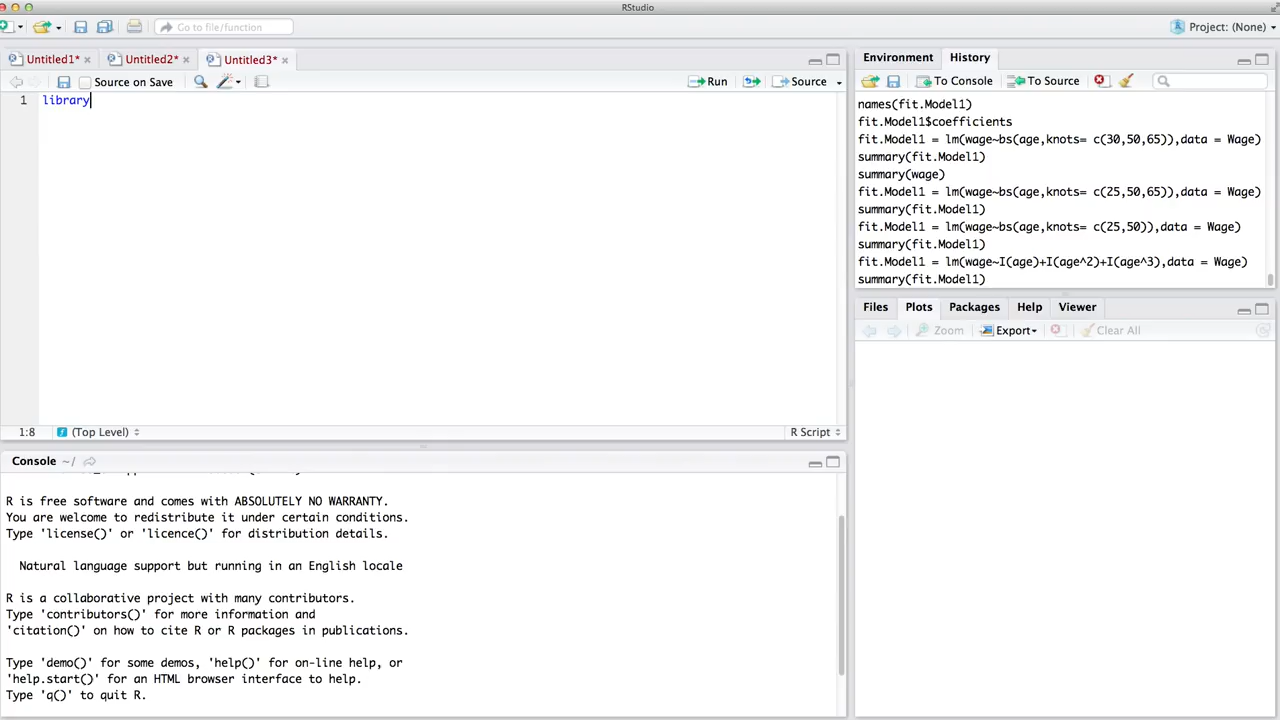 RStudio
Go to file/function
Project: (None)
Untitled1*
Untitled2*
Untitled3*
Source on Save
Run
Source
1 library
1:8
(Top Level)
R Script
Console ~/
R is free software and comes with ABSOLUTELY NO WARRANTY.
You are welcome to redistribute it under certain conditions.
Type 'license()' or 'licence()' for distribution details.
Natural language support but running in an English locale
R is a collaborative project with many contributors.
Type 'contributors()' for more information and
'citation()' on how to cite R or R packages in publications.
Type 'demo()' for some demos, 'help()' for on-line help, or
'help.start()' for an HTML browser interface to help.
Type 'q()' to quit R.
Environment
History
To Console
To Source
names(fit.Model1)
fit.Model1$coefficients
fit.Model1 = lm(wage~bs(age,knots= c(30,50,65)),data = Wage)
summary(fit.Model1)
summary(wage)
fit.Model1 = lm(wage~bs(age,knots= c(25,50,65)),data = Wage)
summary(fit.Model1)
fit.Model1 = lm(wage~bs(age,knots= c(25,50)),data = Wage)
summary(fit.Model1)
fit.Model1 = lm(wage~I(age)+I(age^2)+I(age^3),data = Wage)
summary(fit.Model1)
Files
Plots
Packages
Help
Viewer
Zoom
Export
Clear All